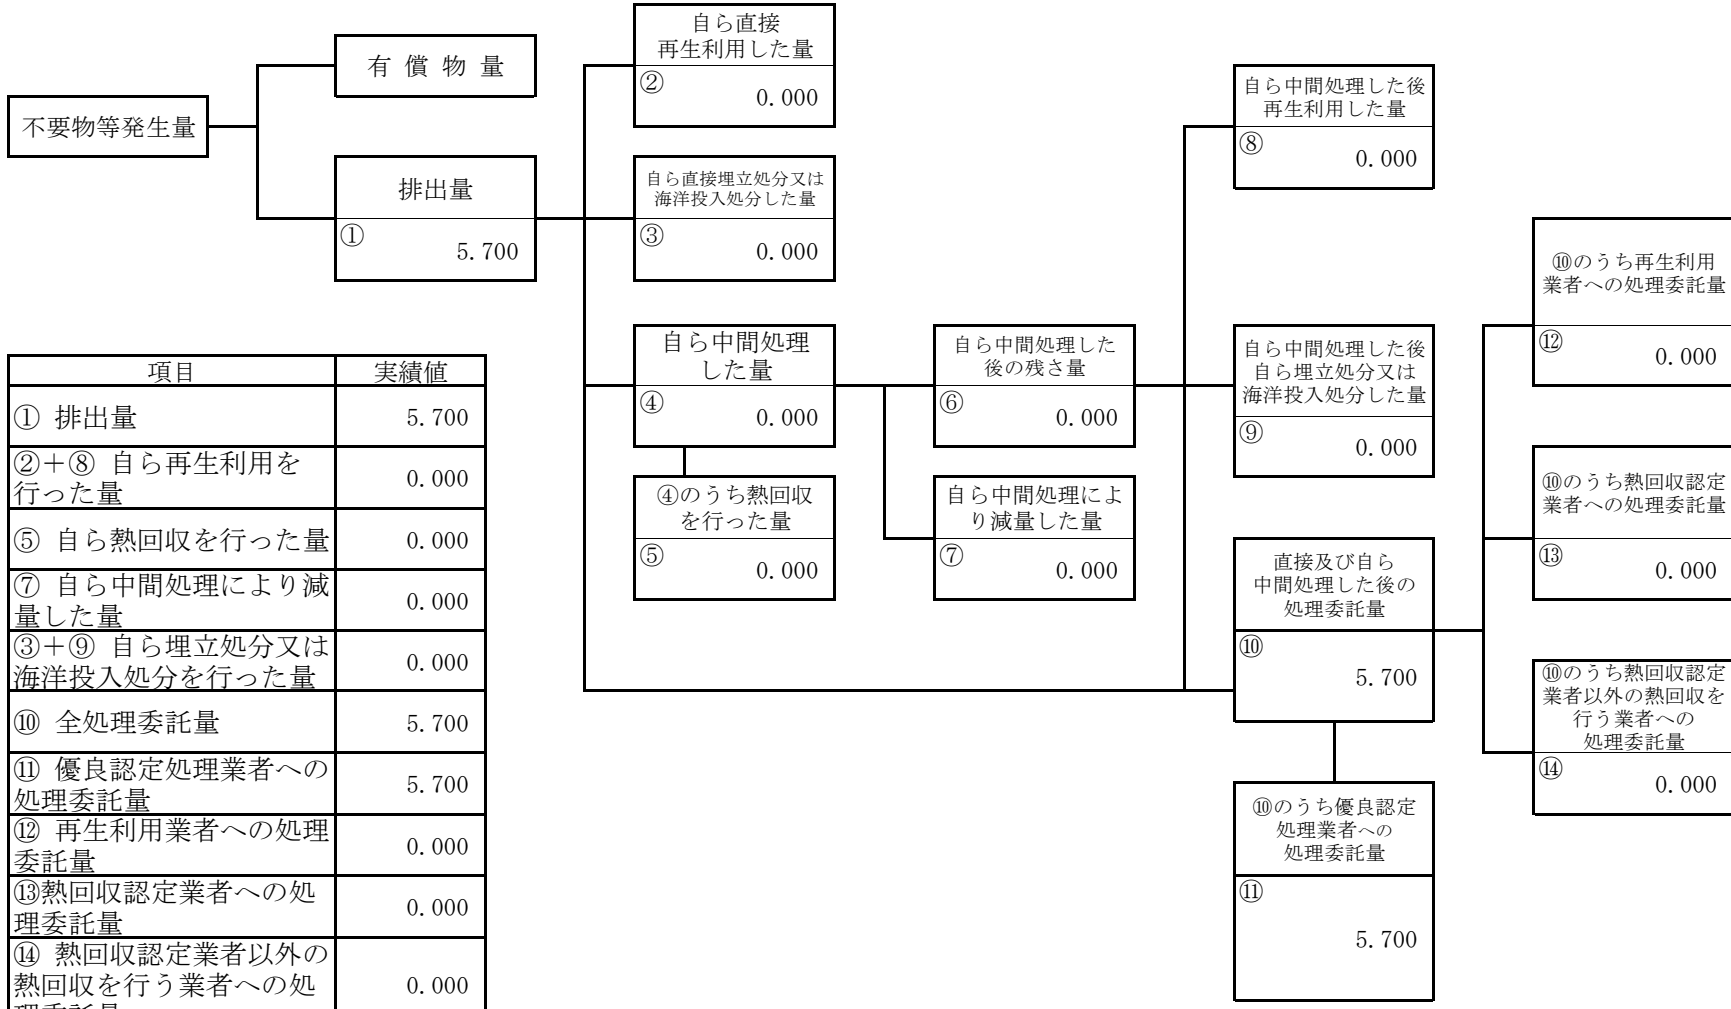 不要物等発生量
有 償 物 量
排出量
①
5.700
自ら直接
再生利用した量
②
0.000
自ら直接埋立処分又は
海洋投入処分した量
③
0.000
自ら中間処理
した量
④
0.000
④のうち熱回収
を行った量
⑤
0.000
自ら中間処理した
後の残さ量
⑥
0.000
自ら中間処理によ
り減量した量
⑦
0.000
自ら中間処理した後
再生利用した量
⑧
0.000
自ら中間処理した後
自ら埋立処分又は
海洋投入処分した量
⑨
0.000
直接及び自ら
中間処理した後の
処理委託量
⑩
5.700
⑩のうち優良認定
処理業者への
処理委託量
⑪
5.700
⑩のうち再生利用
業者への処理委託量
⑫
0.000
⑩のうち熱回収認定
業者への処理委託量
⑬
0.000
⑩のうち熱回収認定
業者以外の熱回収を
行う業者への
処理委託量
⑭
0.000
項目 実績値
① 排出量 5.700
②+⑧ 自ら再生利用を
行った量 0.000
⑤ 自ら熱回収を行った量 0.000
⑦ 自ら中間処理により減
量した量 0.000
③+⑨ 自ら埋立処分又は
海洋投入処分を行った量 0.000
⑩ 全処理委託量 5.700
⑪ 優良認定処理業者への
処理委託量 5.700
⑫ 再生利用業者への処理
委託量 0.000
⑬熱回収認定業者への処
理委託量 0.000
⑭ 熱回収認定業者以外の
熱回収を行う業者への処 0.000